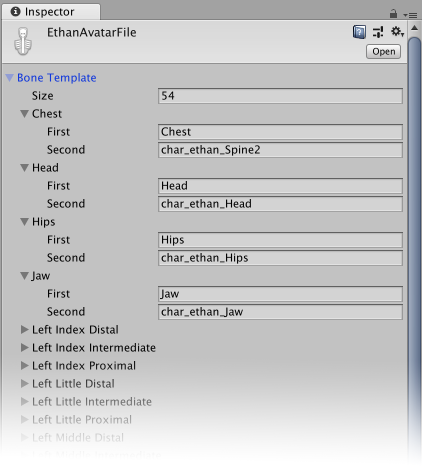 Inspector
EthanAvatarFile
Open
Bone Template
Size 54
Chest
First Chest
Second char_ethan_Spine2
Head
First Head
Second char_ethan_Head
Hips
First Hips
Second char_ethan_Hips
Jaw
First Jaw
Second char_ethan_Jaw
Left Index Distal
Left Index Intermediate
Left Index Proximal
Left Little Distal
Left Little Intermediate
Left Little Proximal
Left Middle Distal